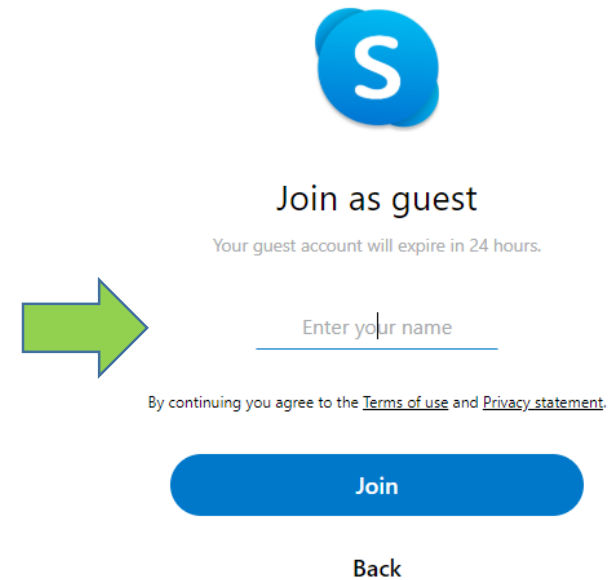 S
Join as guest
Your guest account will expire in 24 hours.
Enter your name
By continuing you agree to the Terms of use and Privacy statement.
Join
Back